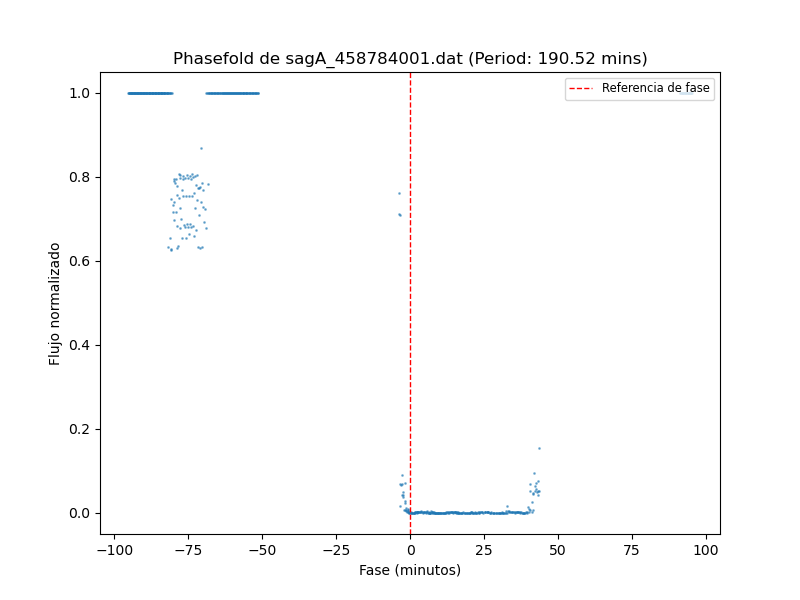 Phasefold de sagA_458784001.dat (Period: 190.52 mins)
Referencia de fase
Flujo normalizado
1.0
0.8
0.6
0.4
0.2
0.0
−100 −75 −50 −25 0 25 50 75 100
Fase (minutos)